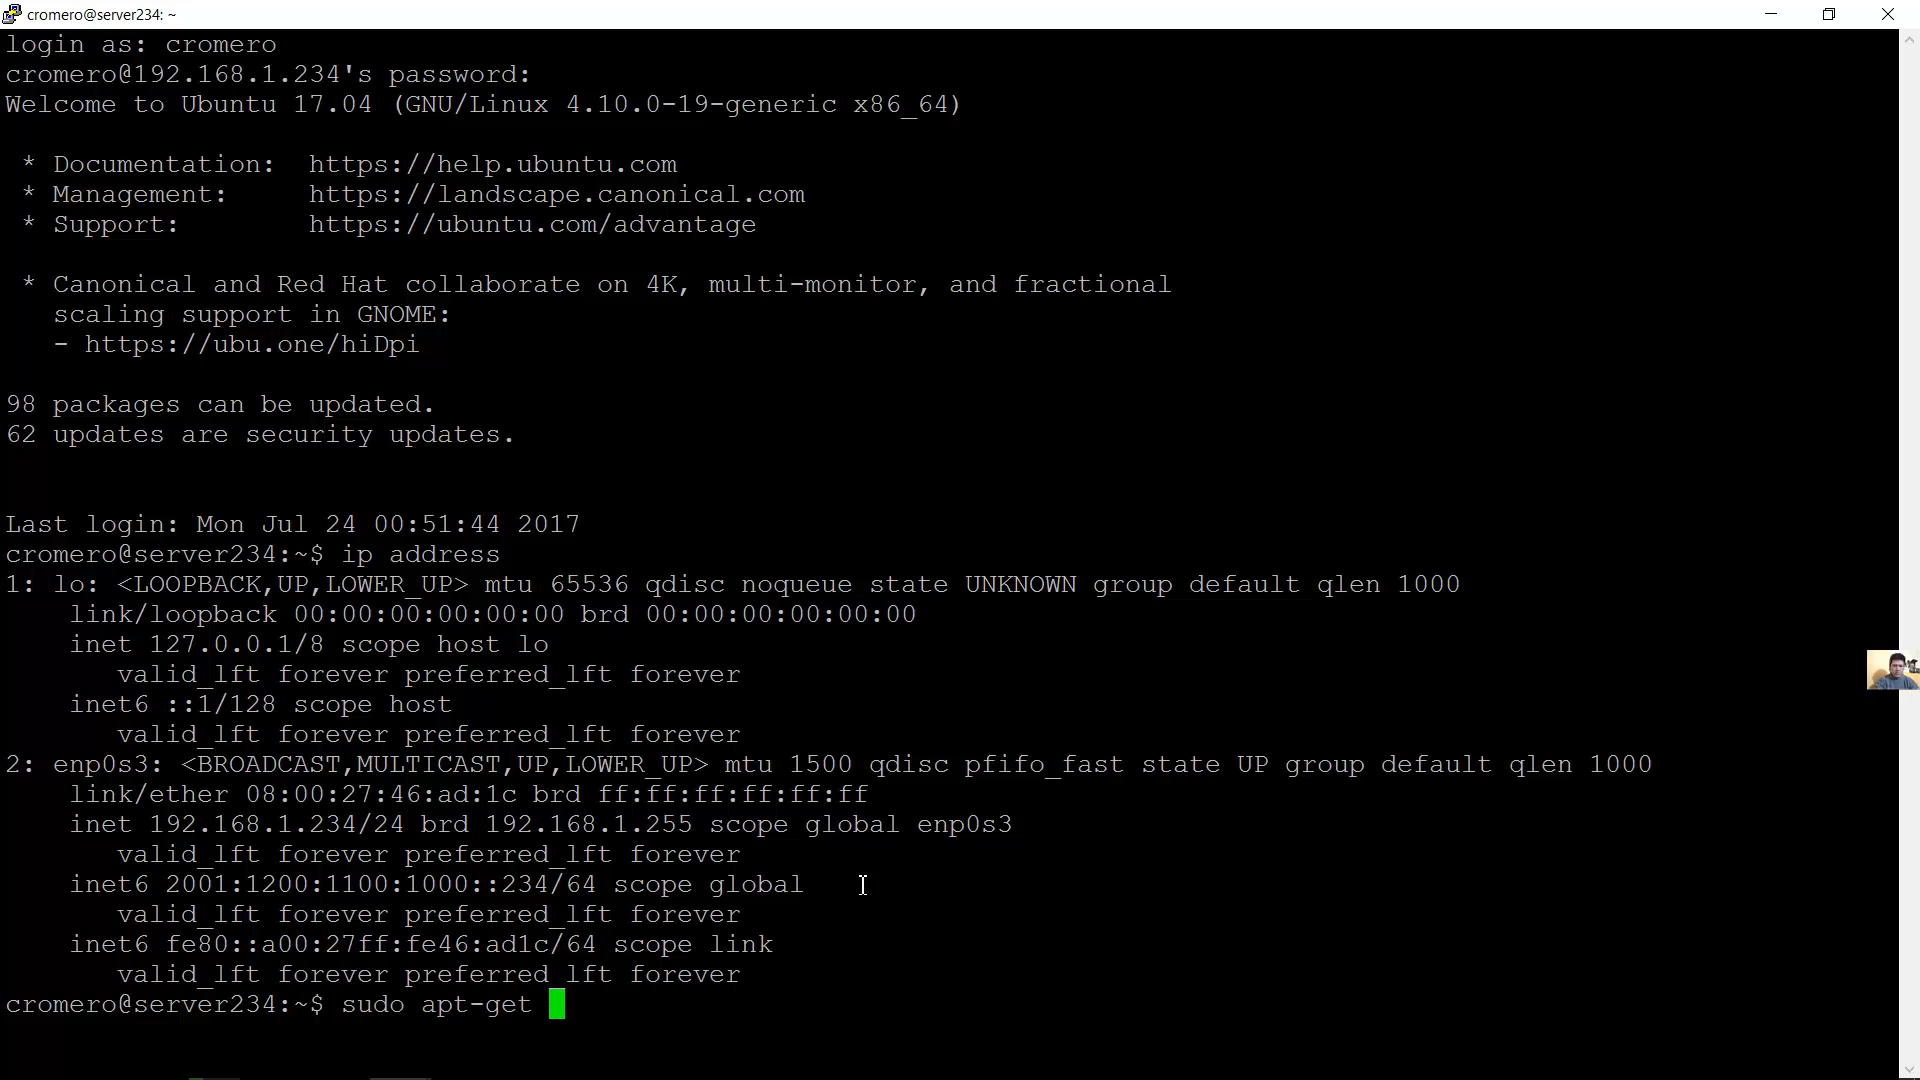 cromero@server234: ~
login as: cromero
cromero@192.168.1.234's password:
Welcome to Ubuntu 17.04 (GNU/Linux 4.10.0-19-generic x86_64)
* Documentation:  https://help.ubuntu.com
* Management:     https://landscape.canonical.com
* Support:        https://ubuntu.com/advantage
* Canonical and Red Hat collaborate on 4K, multi-monitor, and fractional
scaling support in GNOME:
- https://ubu.one/hiDpi
98 packages can be updated.
62 updates are security updates.
Last login: Mon Jul 24 00:51:44 2017
cromero@server234:~$ ip address
1: lo: <LOOPBACK,UP,LOWER_UP> mtu 65536 qdisc noqueue state UNKNOWN group default qlen 1000
link/loopback 00:00:00:00:00:00 brd 00:00:00:00:00:00
inet 127.0.0.1/8 scope host lo
valid_lft forever preferred_lft forever
inet6 ::1/128 scope host
valid_lft forever preferred_lft forever
2: enp0s3: <BROADCAST,MULTICAST,UP,LOWER_UP> mtu 1500 qdisc pfifo_fast state UP group default qlen 1000
link/ether 08:00:27:46:ad:1c brd ff:ff:ff:ff:ff:ff
inet 192.168.1.234/24 brd 192.168.1.255 scope global enp0s3
valid_lft forever preferred_lft forever
inet6 2001:1200:1100:1000::234/64 scope global
valid_lft forever preferred_lft forever
inet6 fe80::a00:27ff:fe46:ad1c/64 scope link
valid_lft forever preferred_lft forever
cromero@server234:~$ sudo apt-get